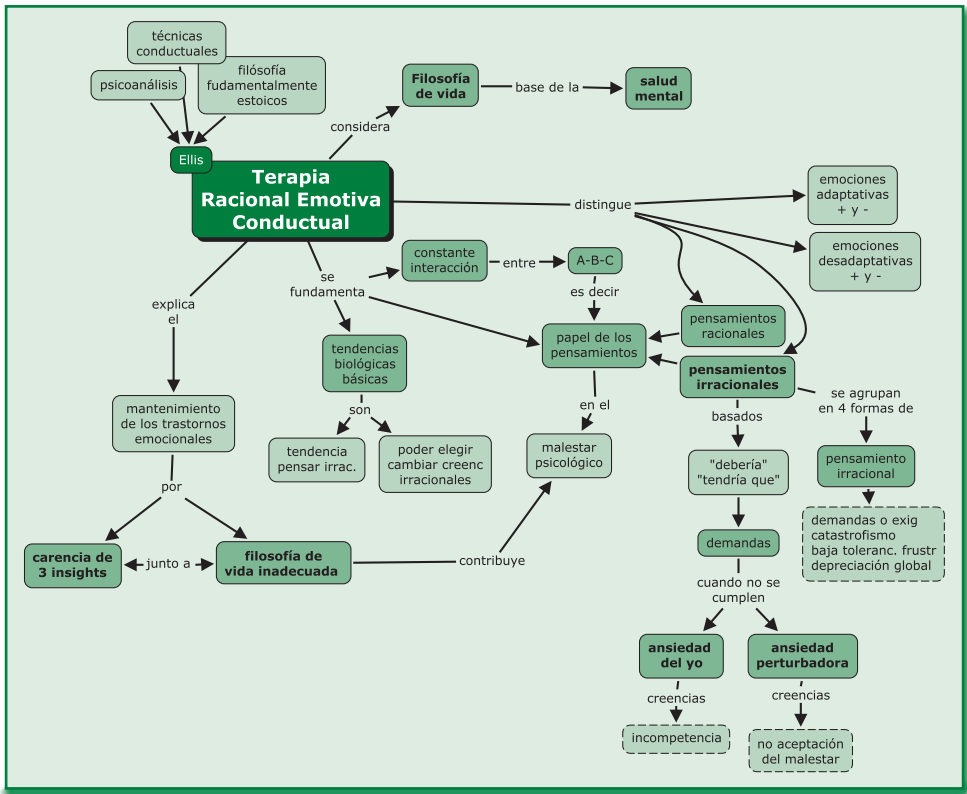 técnicas
conductuales
psicoanálisis
filósofía
fudamentalmente
estoicos
Ellis
Terapia
Racional Emotiva
Conductual
considera
Filosofía
de vida
base de la
salud
mental
distingue
emociones
adaptativas
+ y -
emociones
desadaptativas
+ y -
se
fundamenta
constante
interacción
entre
A-B-C
es decir
papel de los
pensamientos
pensamientos
racionales
pensamientos
irracionales
explica
el
tendencias
biológicas
básicas
son
tendencia
pensar irrac.
poder elegir
cambiar creenc
irracionales
en el
malestar
psicológico
basados
"debería"
"tendría que"
se agrupan
en 4 formas de
pensamiento
irracional
demandas o exig
catastrofismo
baja toleranc. frustr
depreciación global
mantenimiento
de los trastornos
emocionales
por
carencia de
3 insights
junto a
filosofía de
vida inadecuada
contribuye
demandas
cuando no se
cumplen
ansiedad
del yo
ansiedad
perturbadora
creencias
creencias
incompetencia
no aceptación
del malestar